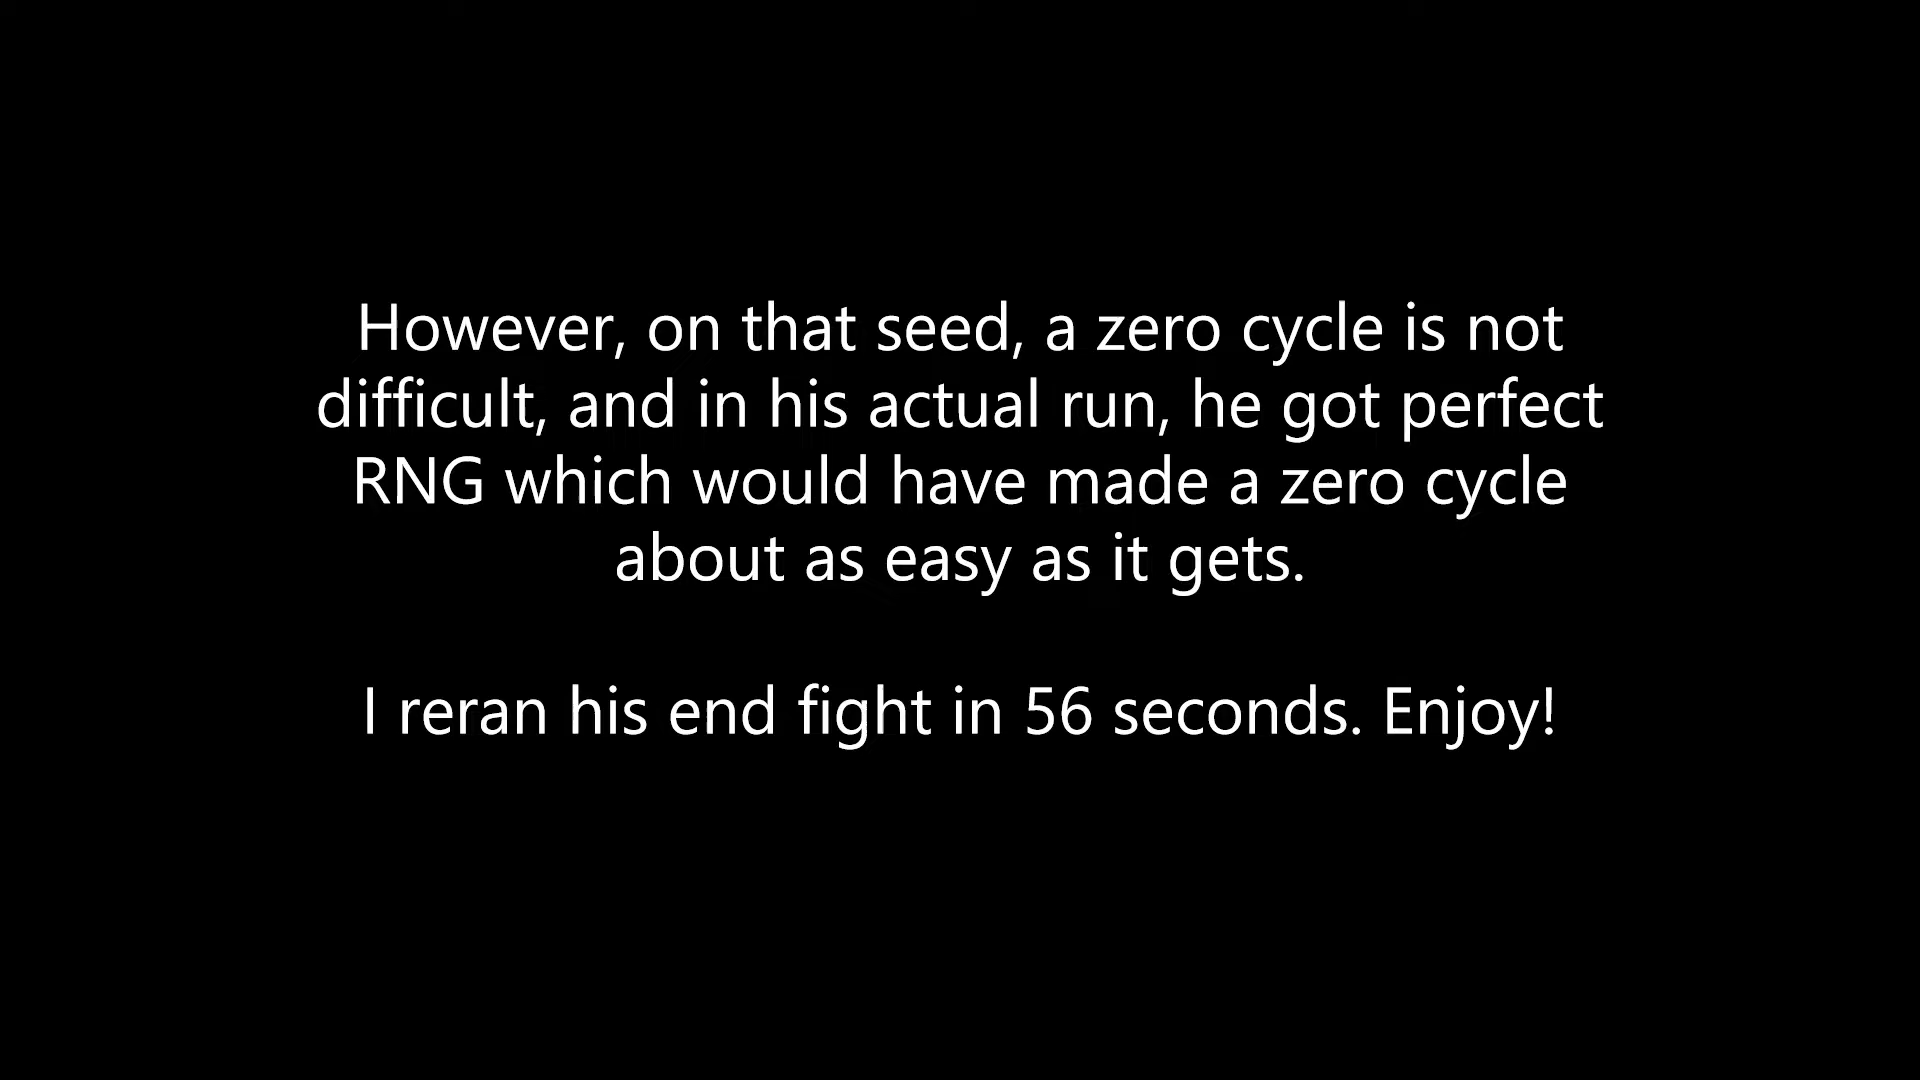 However, on that seed, a zero cycle is not
difficult, and in his actual run, he got perfect
RNG which would have made a zero cycle
about as easy as it gets.
I reran his end fight in 56 seconds. Enjoy!